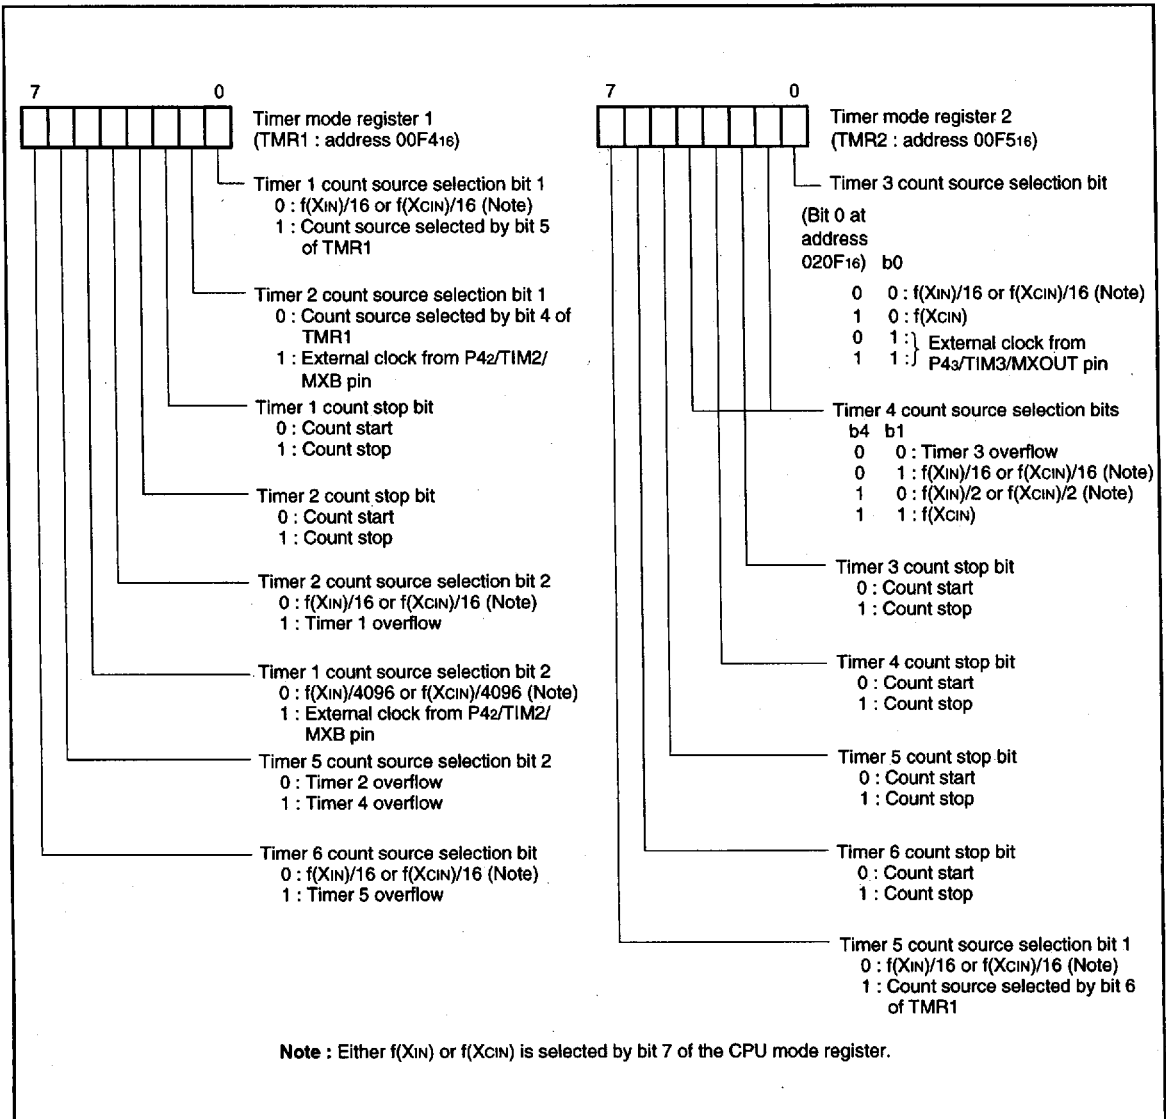 7 0
Timer mode register 1
(TMR1 : address 00F416)
Timer 1 count source selection bit 1
0 : f(XIN)/16 or f(XCIN)/16 (Note)
1 : Count source selected by bit 5
of TMR1
Timer 2 count source selection bit 1
0 : Count source selected by bit 4 of
TMR1
1 : External clock from P42/TIM2/
MXB pin
Timer 1 count stop bit
0 : Count start
1 : Count stop
Timer 2 count stop bit
0 : Count start
1 : Count stop
Timer 2 count source selection bit 2
0 : f(XIN)/16 or f(XCIN)/16 (Note)
1 : Timer 1 overflow
Timer 1 count source selection bit 2
0 : f(XIN)/4096 or f(XCIN)/4096 (Note)
1 : External clock from P42/TIM2/
MXB pin
Timer 5 count source selection bit 2
0 : Timer 2 overflow
1 : Timer 4 overflow
Timer 6 count source selection bit
0 : f(XIN)/16 or f(XCIN)/16 (Note)
1 : Timer 5 overflow
7 0
Timer mode register 2
(TMR2 : address 00F516)
Timer 3 count source selection bit
(Bit 0 at
address
020F16) b0
0 0 : f(XIN)/16 or f(XCIN)/16 (Note)
1 0 : f(XCIN)
0 1 : } External clock from
1 1 : } P43/TIM3/MXOUT pin
Timer 4 count source selection bits
b4 b1
0 0 : Timer 3 overflow
0 1 : f(XIN)/16 or f(XCIN)/16 (Note)
1 0 : f(XIN)/2 or f(XCIN)/2 (Note)
1 1 : f(XCIN)
Timer 3 count stop bit
0 : Count start
1 : Count stop
Timer 4 count stop bit
0 : Count start
1 : Count stop
Timer 5 count stop bit
0 : Count start
1 : Count stop
Timer 6 count stop bit
0 : Count start
1 : Count stop
Timer 5 count source selection bit 1
0 : f(XIN)/16 or f(XCIN)/16 (Note)
1 : Count source selected by bit 6
of TMR1
Note : Either f(XIN) or f(XCIN) is selected by bit 7 of the CPU mode register.